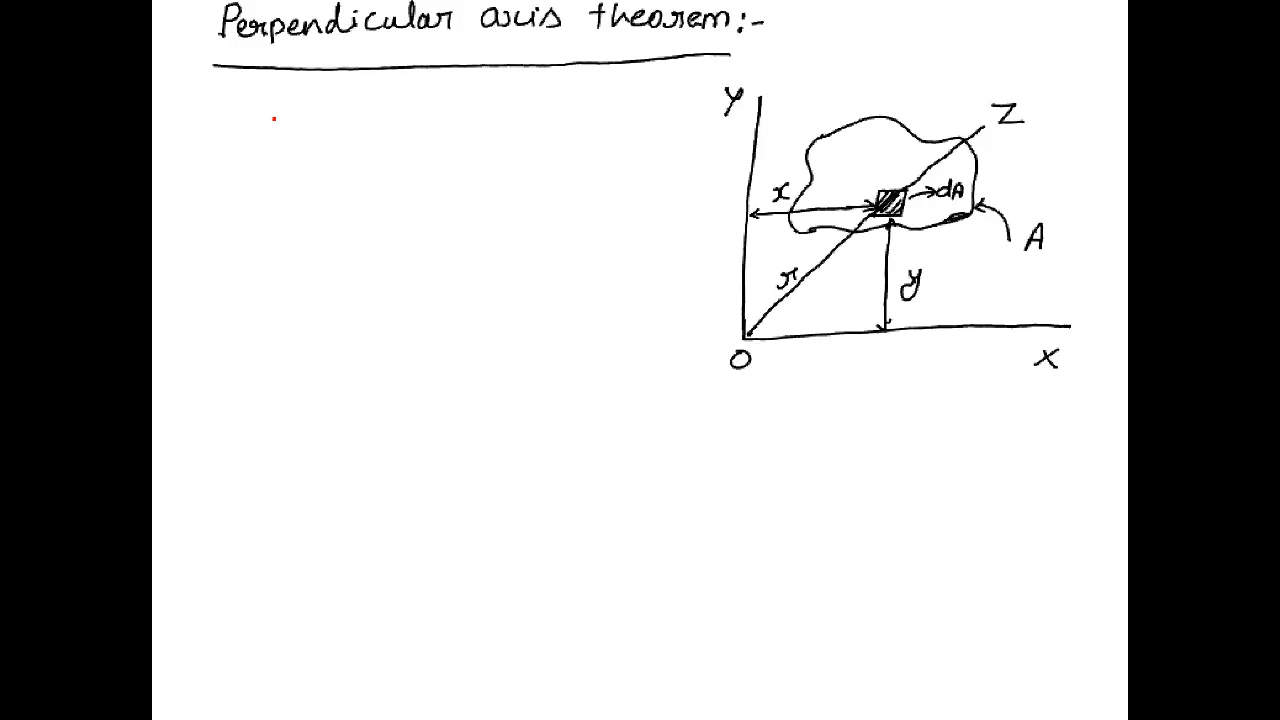 Perpendicular axis theorem:-
Y
Z
x
dA
A
r
y
O
X